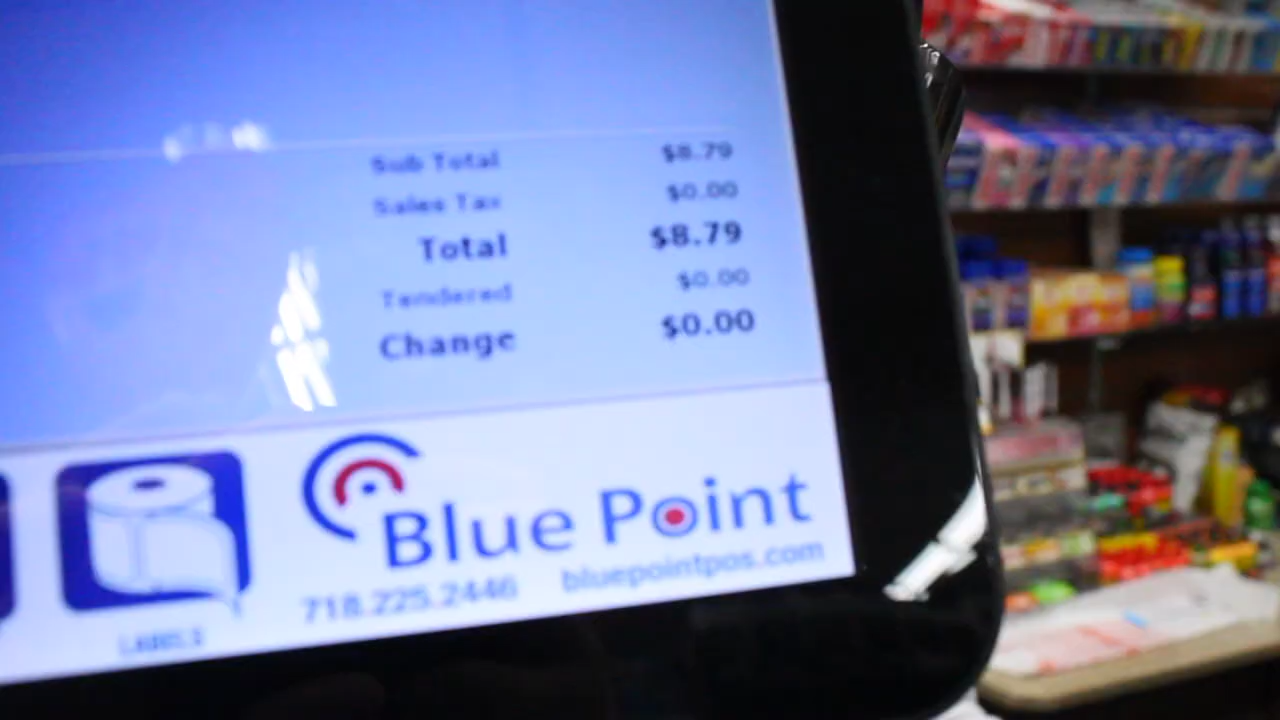 Sub Total $8.79
Sales Tax $0.00
Total $8.79
Tendered $0.00
Change $0.00
Blue Point
718.225.2446 bluepointpos.com
LABELS